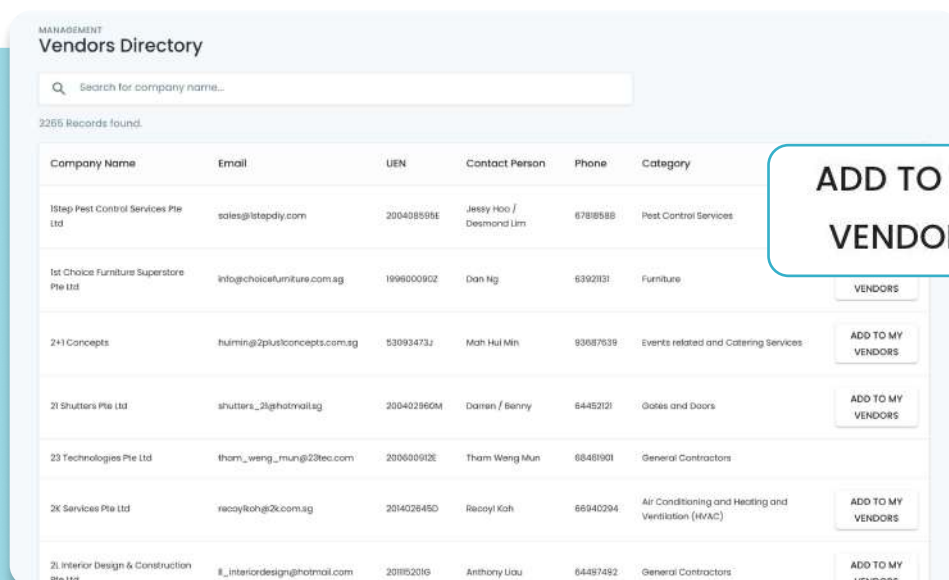 MANAGEMENT
Vendors Directory
Search for company name...
3265 Records found.
Company Name Email UEN Contact Person Phone Category
ADD TO
VENDOR
1Step Pest Control Services Pte
Ltd
sales@1stepdiy.com 200408595E Jessy Hoo /
Desmond Lim
67818588 Pest Control Services
1st Choice Furniture Superstore
Pte Ltd
info@choicefurniture.com.sg 199600090Z Dan Ng 63921131 Furniture
VENDORS
2+1 Concepts huimin@2plus1concepts.com.sg 53093473J Mah Hui Min 93687639 Events related and Catering Services
ADD TO MY
VENDORS
21 Shutters Pte Ltd shutters_21@hotmail.sg 200402960M Darren / Benny 64452121 Gates and Doors
ADD TO MY
VENDORS
23 Technologies Pte Ltd tham_weng_mun@23tec.com 200600912E Tham Weng Mun 68461901 General Contractors
2K Services Pte Ltd recoylkoh@2k.com.sg 201402645D Recoyl Koh 66940294 Air Conditioning and Heating and
Ventilation (HVAC)
ADD TO MY
VENDORS
2L Interior Design & Construction
Pte Ltd
ll_interiordesign@hotmail.com 201115201G Anthony Liau 64497492 General Contractors
ADD TO MY
VENDORS